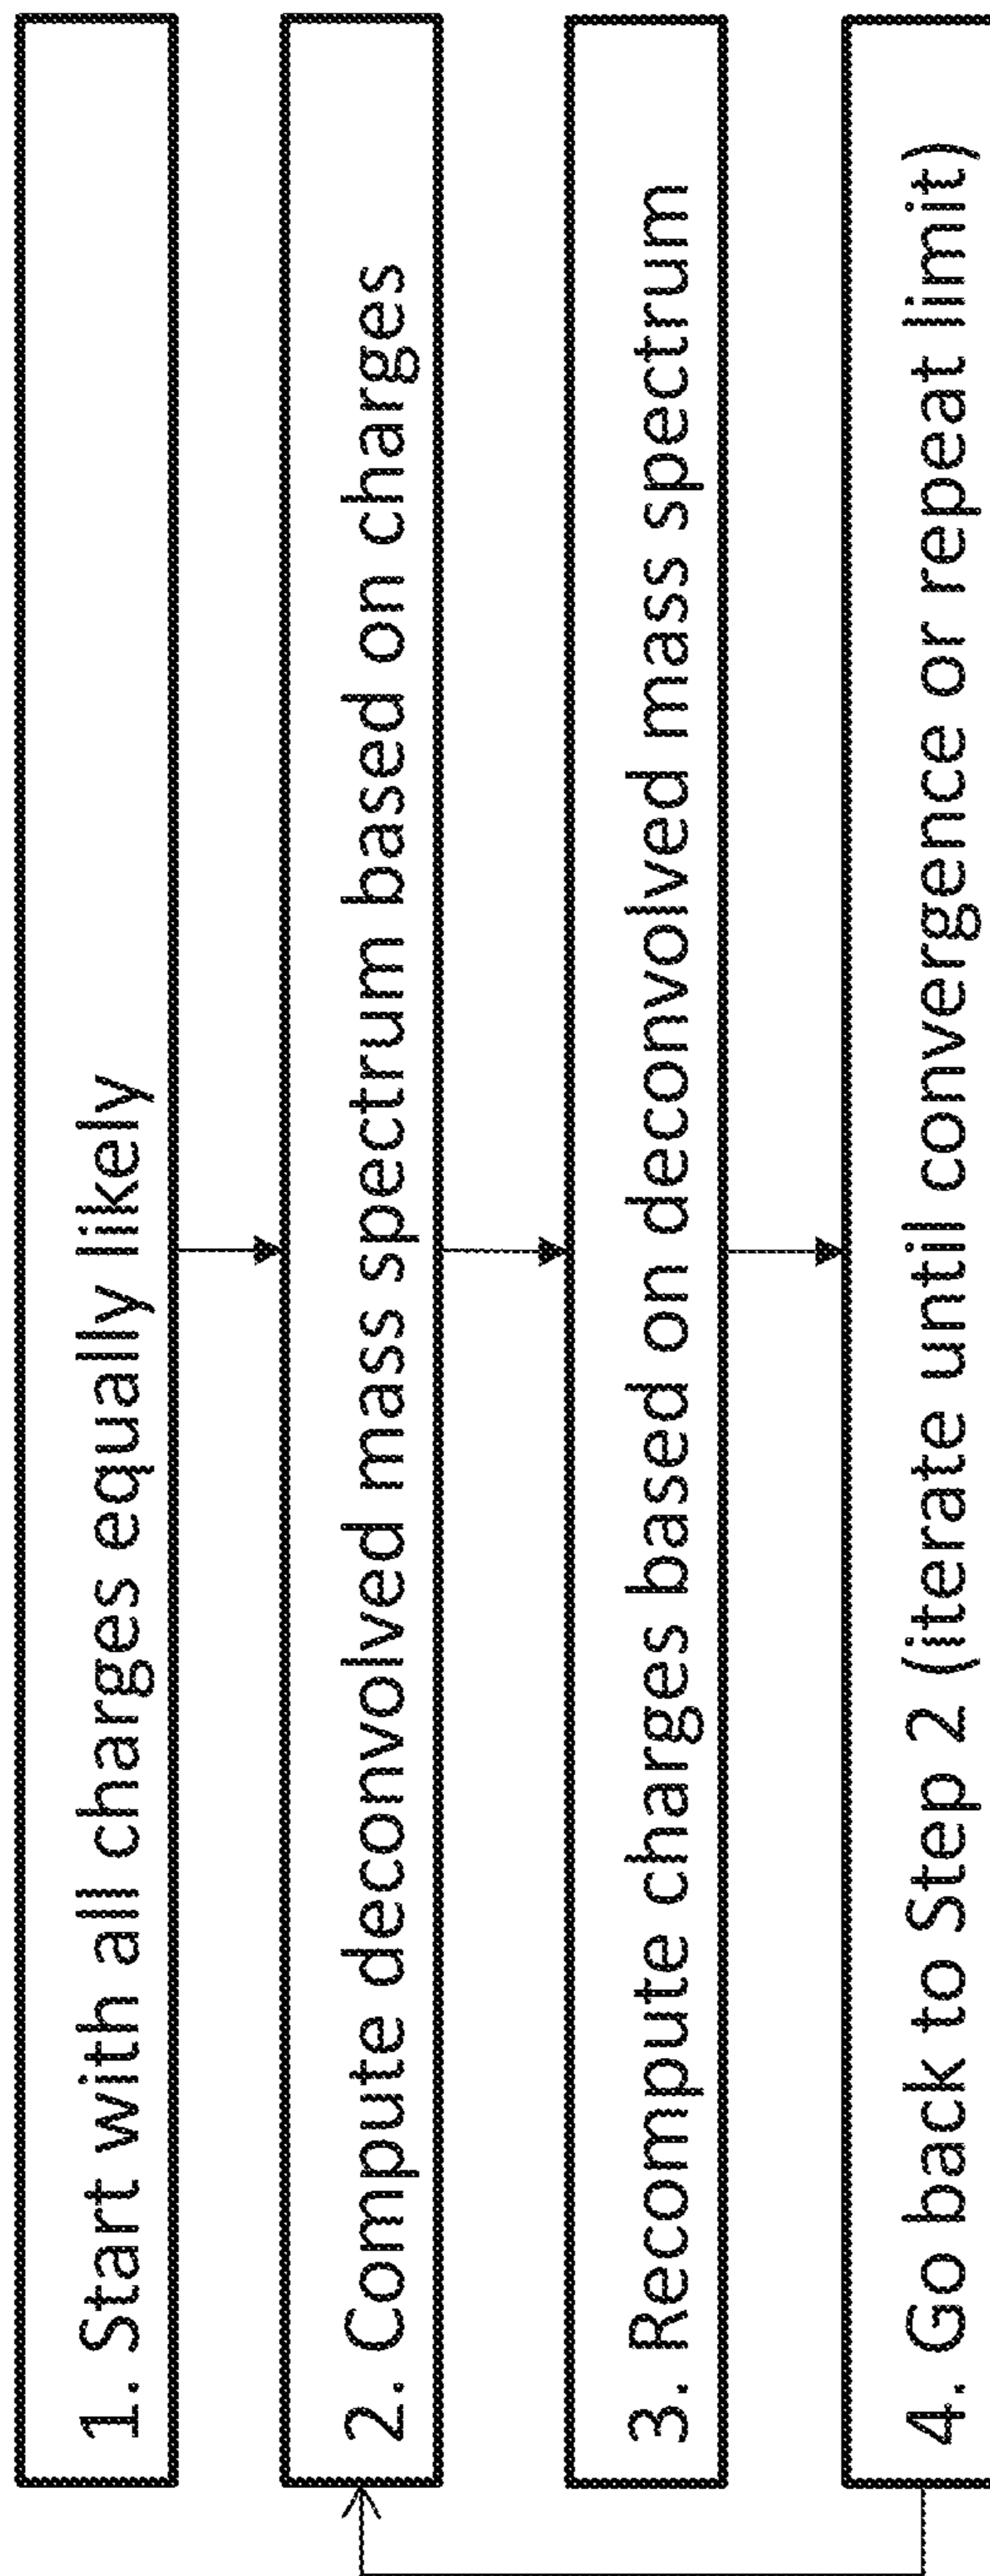 1. Start with all charges equally likely
2. Compute deconvolved mass spectrum based on charges
3. Recompute charges based on deconvolved mass spectrum
4. Go back to Step 2 (iterate until convergence or repeat limit)